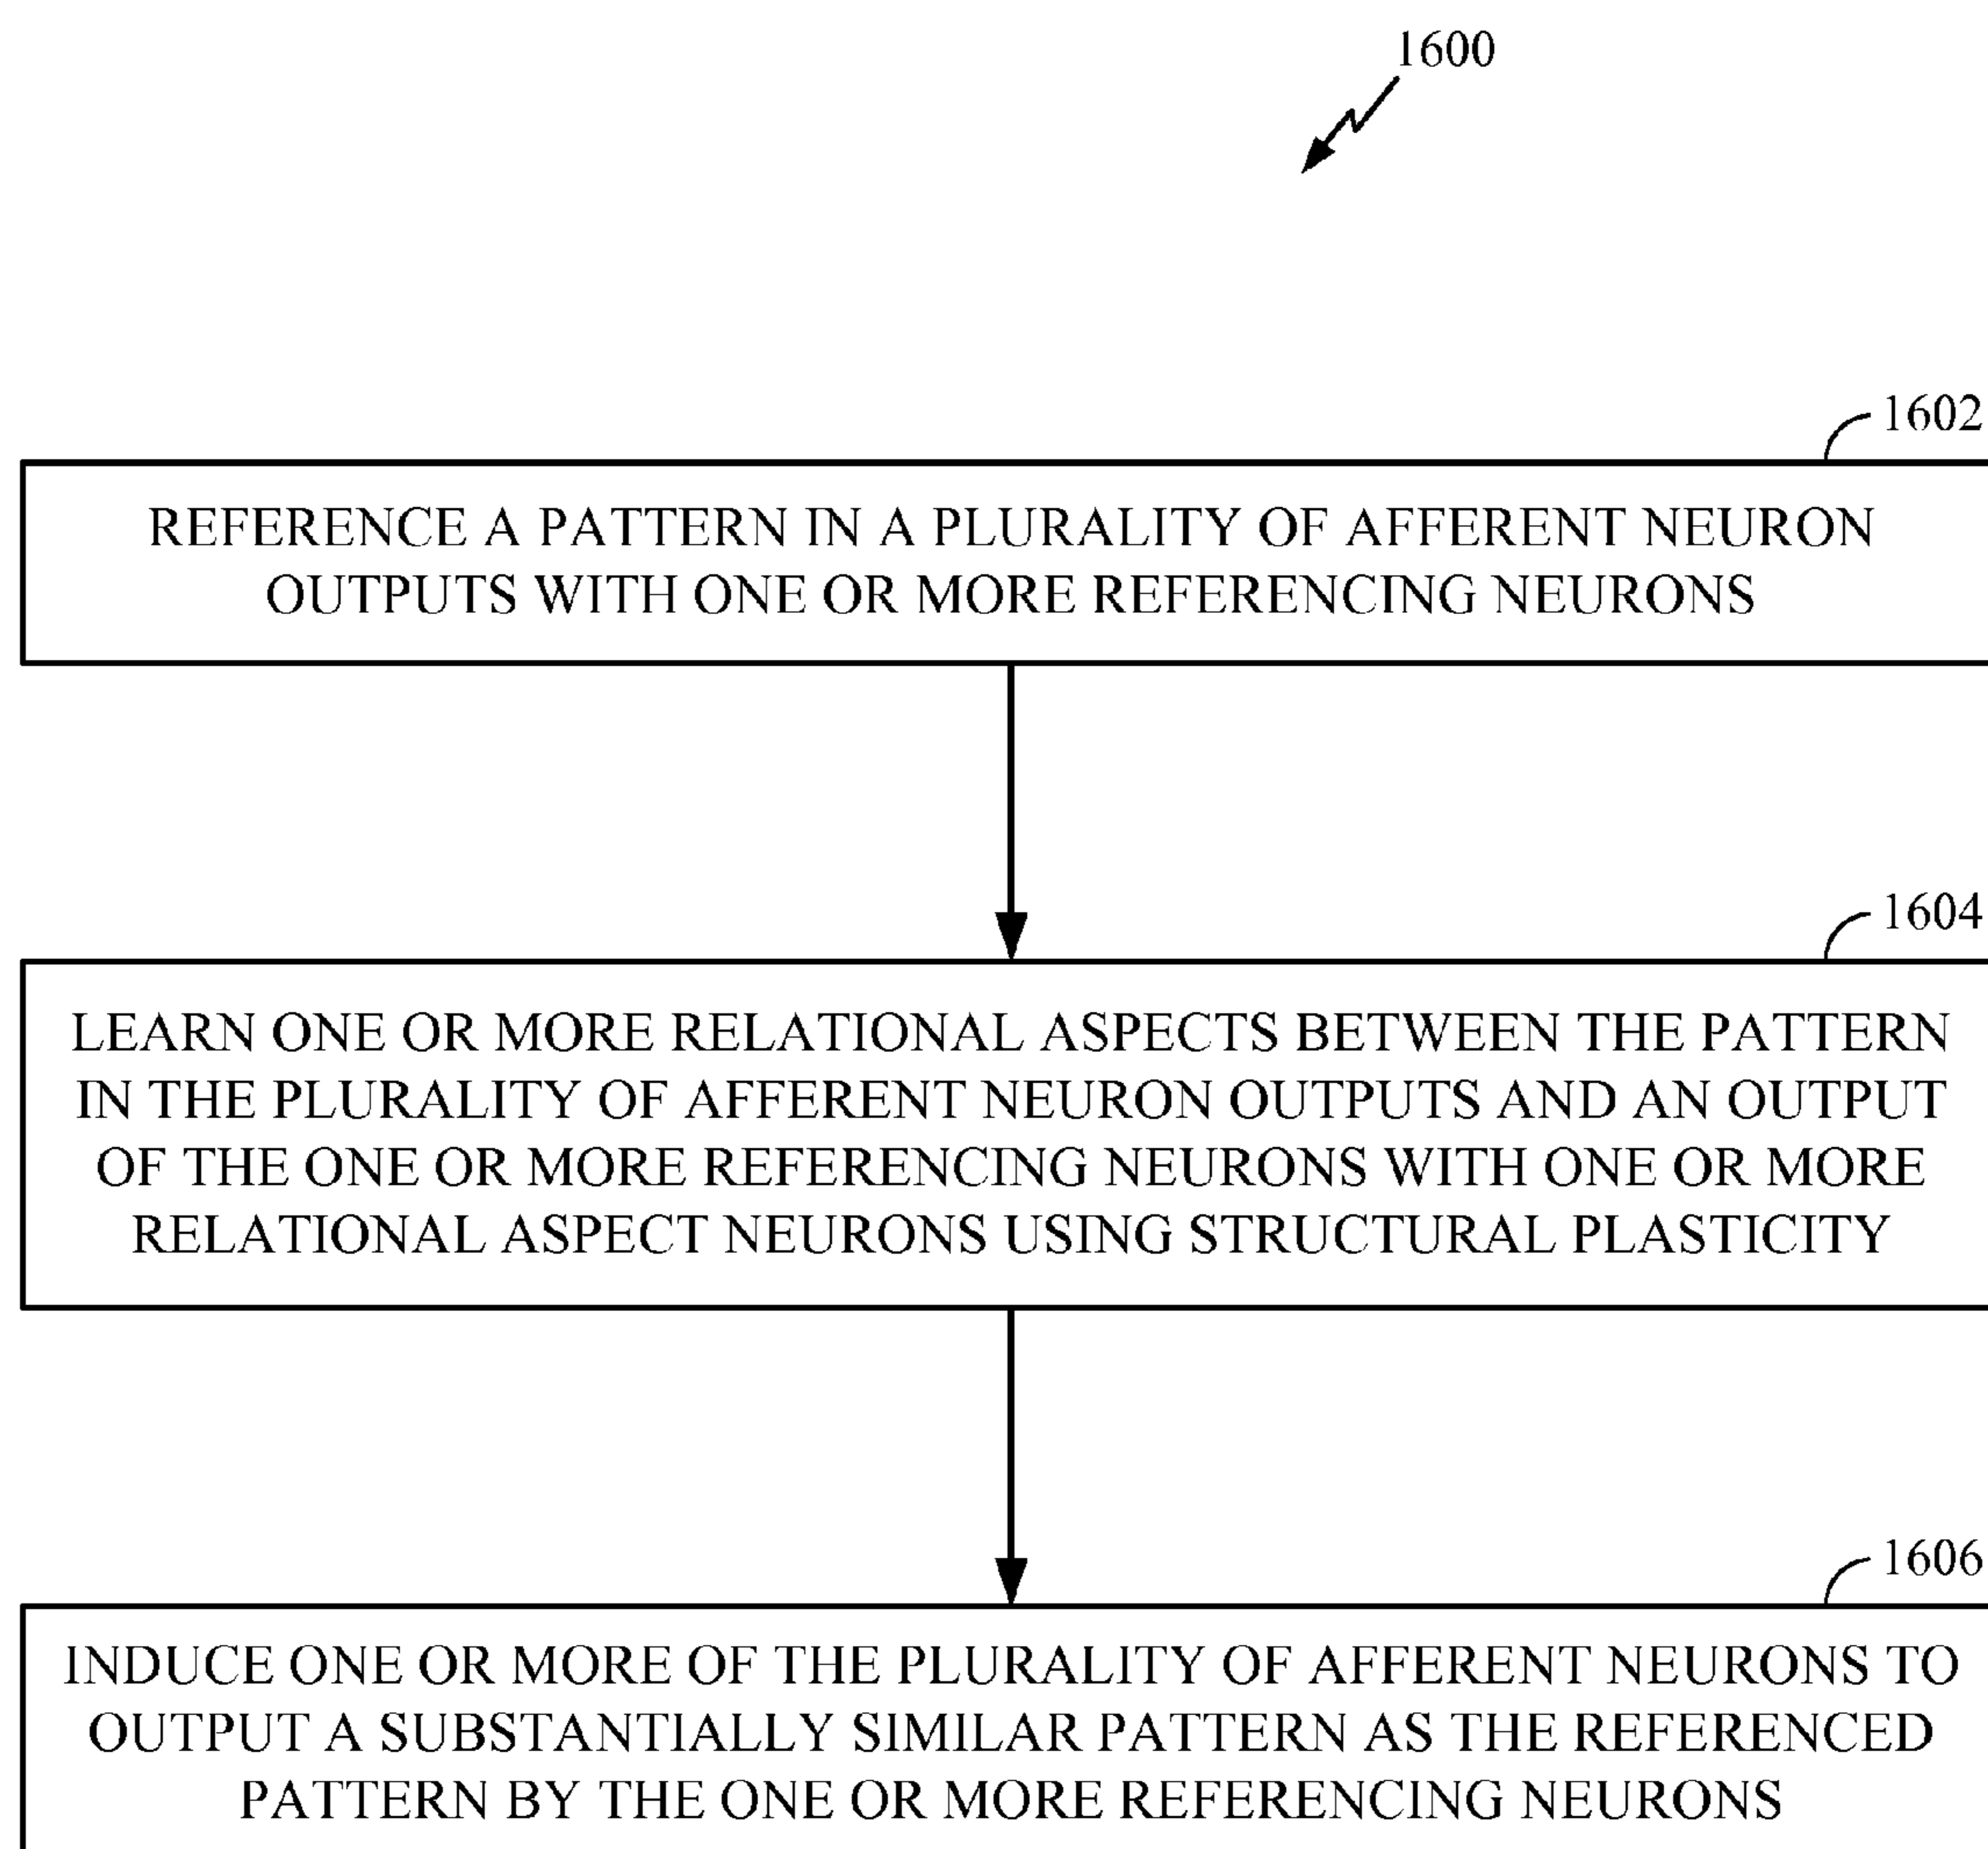 1600
1602
REFERENCE A PATTERN IN A PLURALITY OF AFFERENT NEURON
OUTPUTS WITH ONE OR MORE REFERENCING NEURONS
1604
LEARN ONE OR MORE RELATIONAL ASPECTS BETWEEN THE PATTERN
IN THE PLURALITY OF AFFERENT NEURON OUTPUTS AND AN OUTPUT
OF THE ONE OR MORE REFERENCING NEURONS WITH ONE OR MORE
RELATIONAL ASPECT NEURONS USING STRUCTURAL PLASTICITY
1606
INDUCE ONE OR MORE OF THE PLURALITY OF AFFERENT NEURONS TO
OUTPUT A SUBSTANTIALLY SIMILAR PATTERN AS THE REFERENCED
PATTERN BY THE ONE OR MORE REFERENCING NEURONS